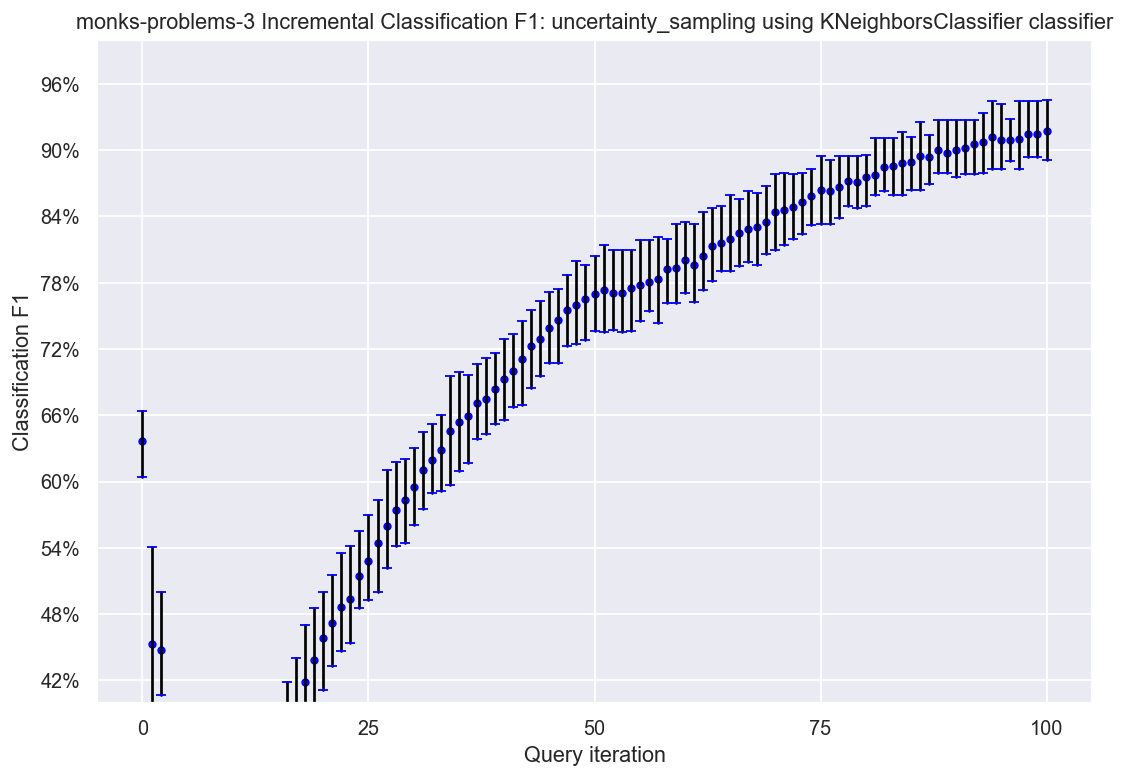 monks-problems-3 Incremental Classification F1: uncertainty_sampling using KNeighborsClassifier classifier
Classification F1
96%
90%
84%
78%
72%
66%
60%
54%
48%
42%
0 25 50 75 100
Query iteration